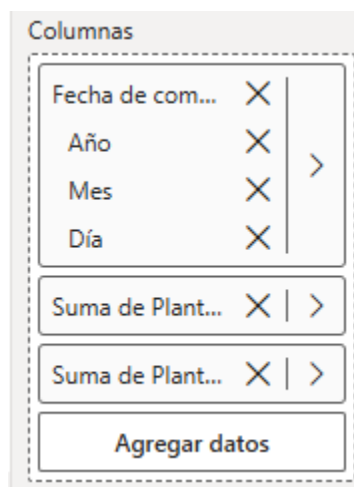 Columnas
Fecha de com...
Año
Mes
Día
Suma de Plant...
Suma de Plant...
Agregar datos